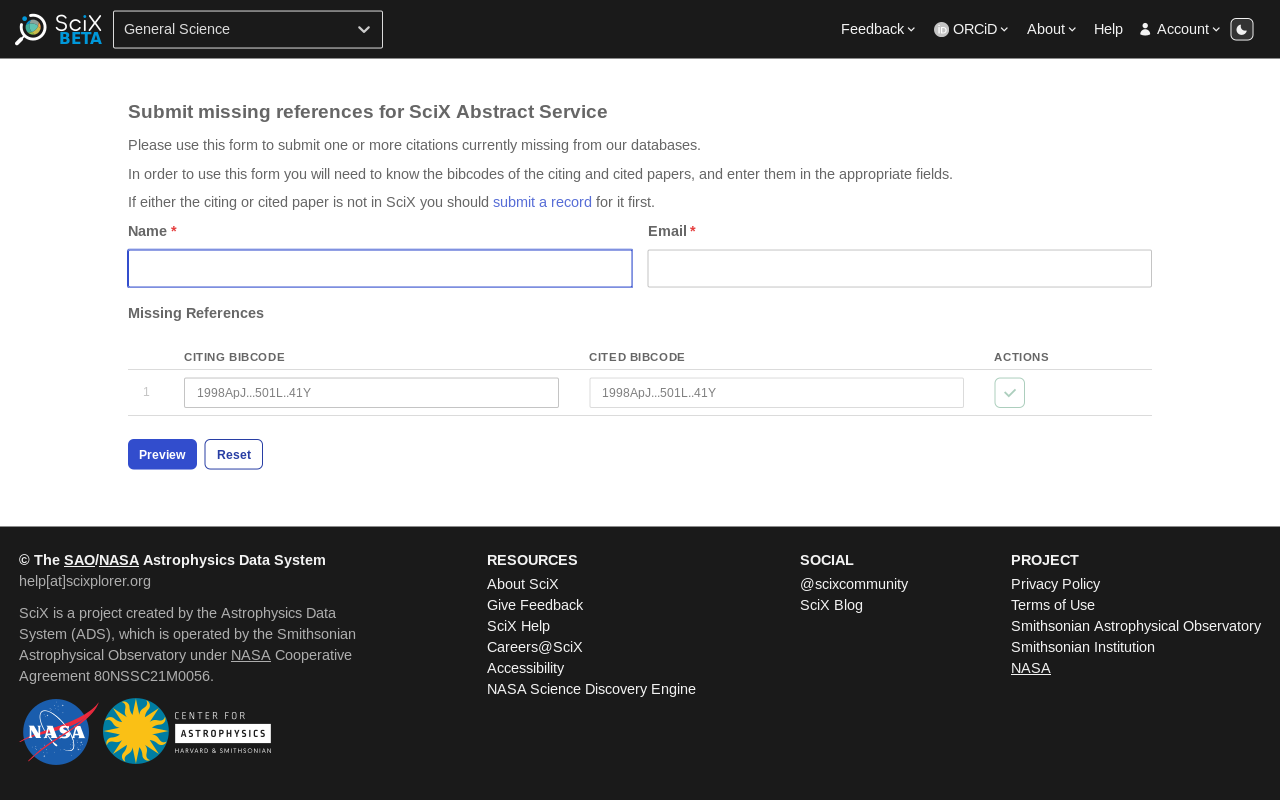 SciX
BETA
General Science
Feedback
iD ORCiD
About
Help
Account
Submit missing references for SciX Abstract Service
Please use this form to submit one or more citations currently missing from our databases.
In order to use this form you will need to know the bibcodes of the citing and cited papers, and enter them in the appropriate fields.
If either the citing or cited paper is not in SciX you should submit a record for it first.
Name *
Email *
Missing References
CITING BIBCODE
CITED BIBCODE
ACTIONS
1
1998ApJ...501L..41Y
1998ApJ...501L..41Y
Preview
Reset
© The SAO/NASA Astrophysics Data System
help[at]scixplorer.org
SciX is a project created by the Astrophysics Data
System (ADS), which is operated by the Smithsonian
Astrophysical Observatory under NASA Cooperative
Agreement 80NSSC21M0056.
NASA
CENTER FOR
ASTROPHYSICS
HARVARD & SMITHSONIAN
RESOURCES
About SciX
Give Feedback
SciX Help
Careers@SciX
Accessibility
NASA Science Discovery Engine
SOCIAL
@scixcommunity
SciX Blog
PROJECT
Privacy Policy
Terms of Use
Smithsonian Astrophysical Observatory
Smithsonian Institution
NASA